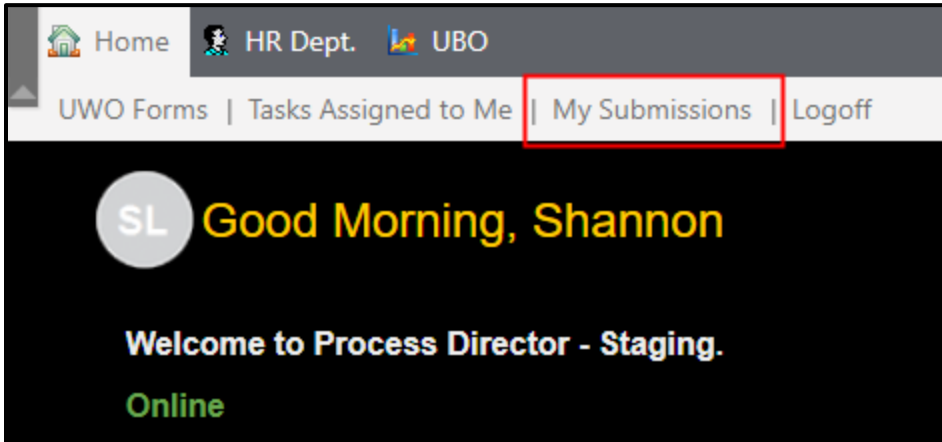 Home HR Dept. UBO
UWO Forms | Tasks Assigned to Me | My Submissions | Logoff
SL Good Morning, Shannon
Welcome to Process Director - Staging.
Online